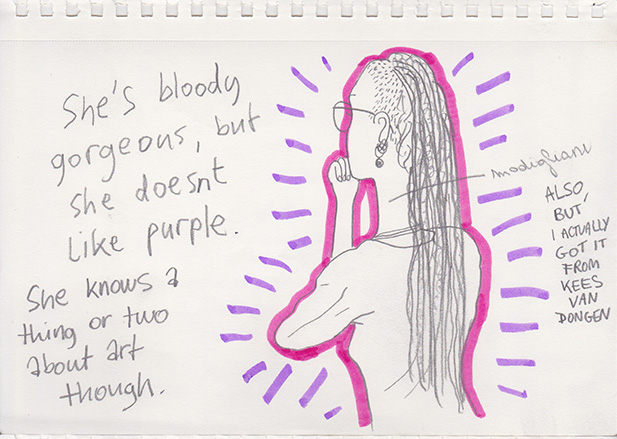 She's bloody
gorgeous, but
she doesnt
like purple.
She knows a
thing or two
about art
though.
modigliani
ALSO,
BUT
I ACTUALLY
GOT IT
FROM
KEES
VAN
DONGEN